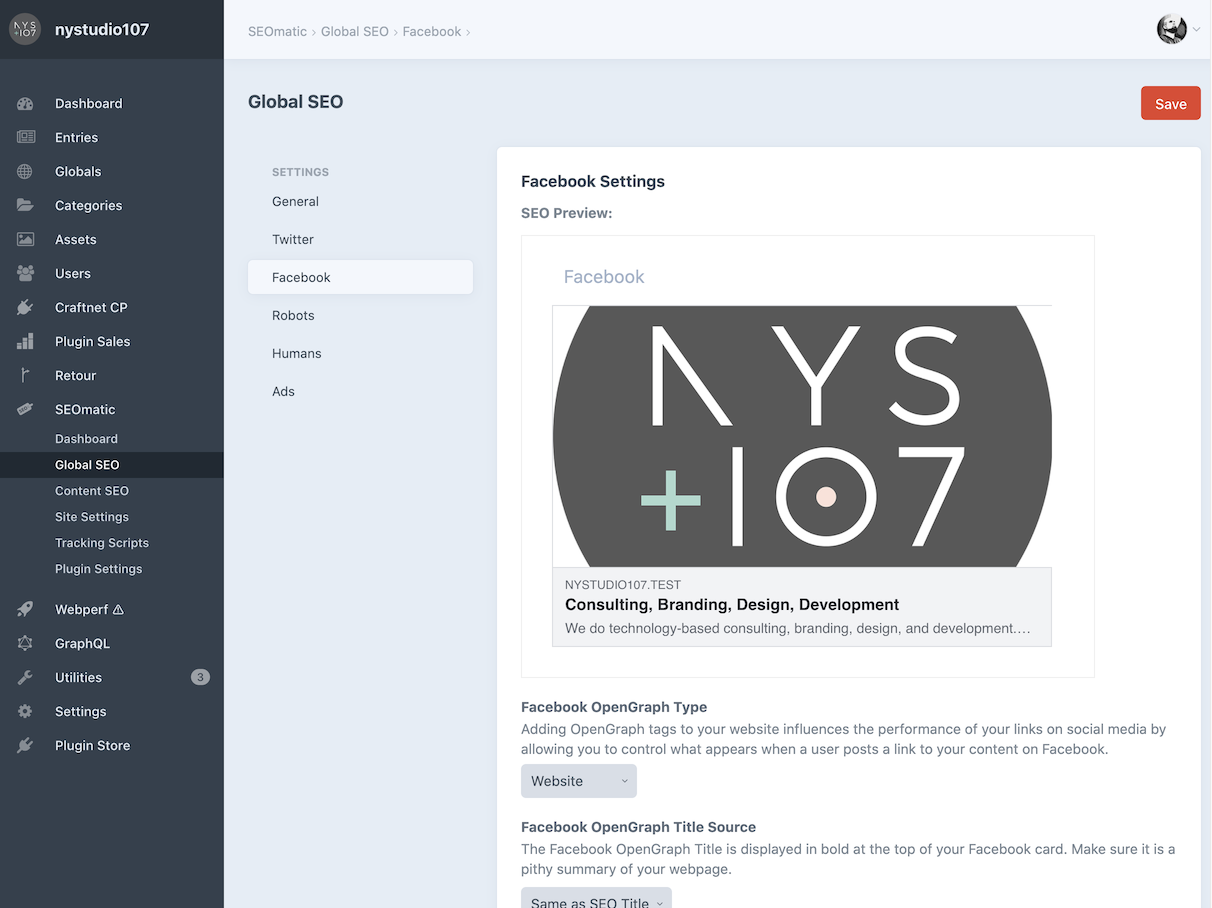 NYS
+107
nystudio107
SEOmatic › Global SEO › Facebook ›
Dashboard
Entries
Globals
Categories
Assets
Users
Craftnet CP
Plugin Sales
Retour
SEOmatic
Dashboard
Global SEO
Content SEO
Site Settings
Tracking Scripts
Plugin Settings
Webperf ⚠
GraphQL
Utilities 3
Settings
Plugin Store
Global SEO
Save
SETTINGS
General
Twitter
Facebook
Robots
Humans
Ads
Facebook Settings
SEO Preview:
Facebook
NYS
+107
NYSTUDIO107.TEST
Consulting, Branding, Design, Development
We do technology-based consulting, branding, design, and development.…
Facebook OpenGraph Type
Adding OpenGraph tags to your website influences the performance of your links on social media by
allowing you to control what appears when a user posts a link to your content on Facebook.
Website
Facebook OpenGraph Title Source
The Facebook OpenGraph Title is displayed in bold at the top of your Facebook card. Make sure it is a
pithy summary of your webpage.
Same as SEO Title